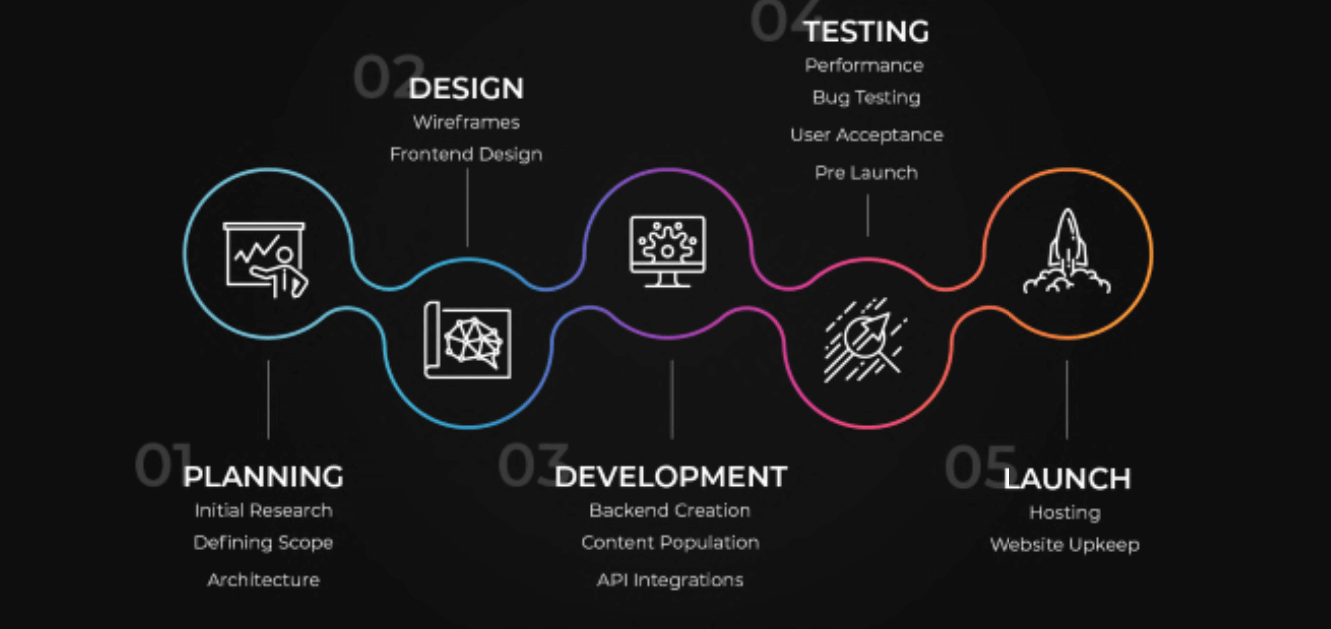 01
PLANNING
Initial Research
Defining Scope
Architecture
02
DESIGN
Wireframes
Frontend Design
03
DEVELOPMENT
Backend Creation
Content Population
API Integrations
04
TESTING
Performance
Bug Testing
User Acceptance
Pre Launch
05
LAUNCH
Hosting
Website Upkeep